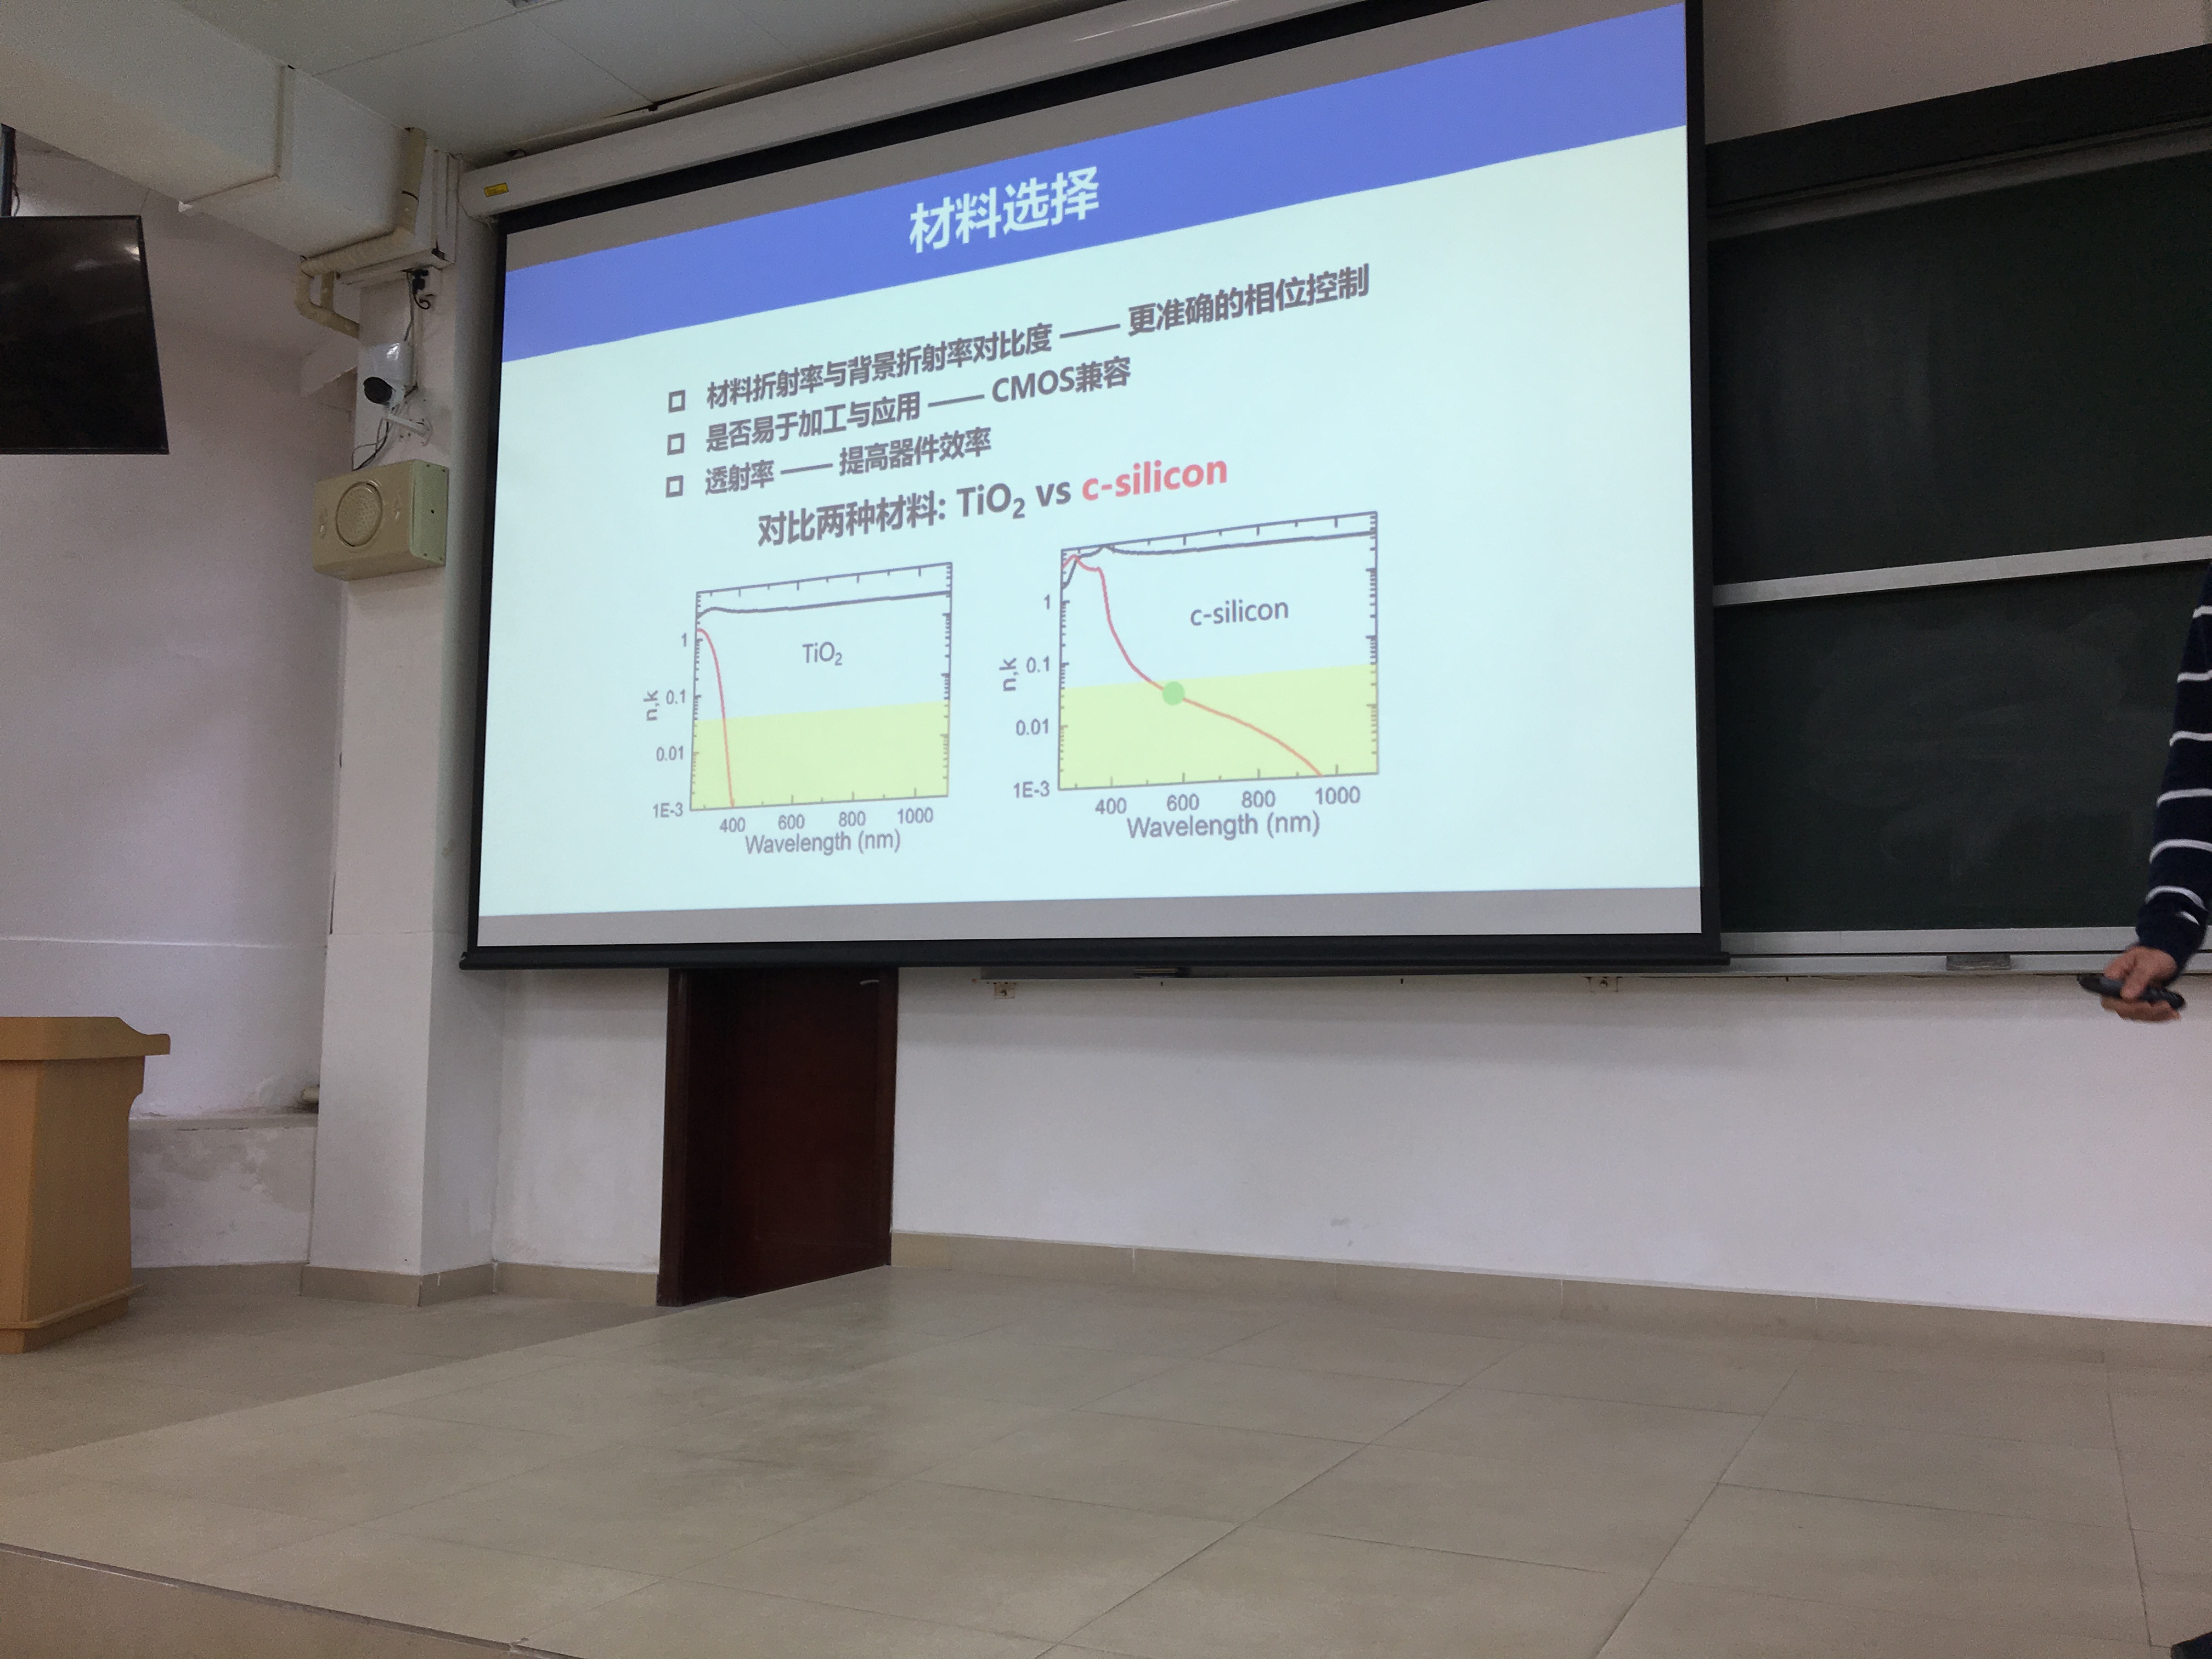 材料选择
材料折射率与背景折射率对比度 —— 更准确的相位控制
是否易于加工与应用 —— CMOS兼容
透射率 —— 提高器件效率
对比两种材料: TiO₂ vs c-silicon
TiO₂
n,k
1
0.1
0.01
1E-3
400 600 800 1000
Wavelength (nm)
c-silicon
n,k
1
0.1
0.01
1E-3
400 600 800 1000
Wavelength (nm)